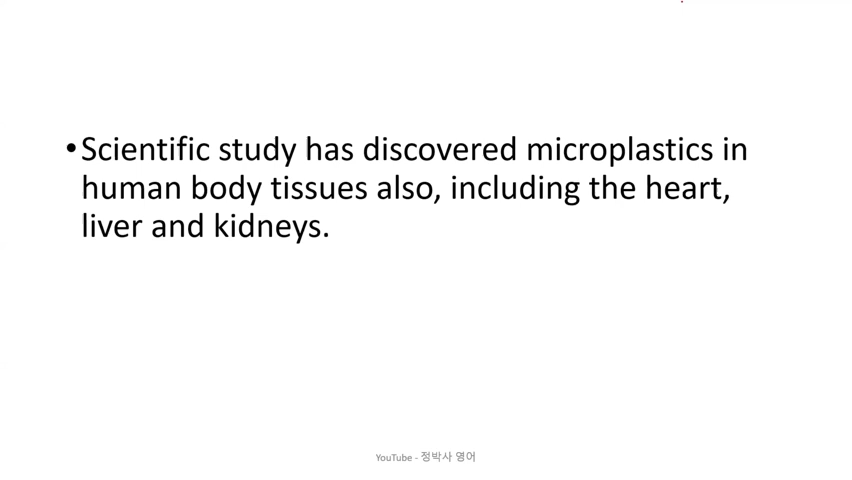 •Scientific study has discovered microplastics in
human body tissues also, including the heart,
liver and kidneys.
YouTube - 정박사 영어